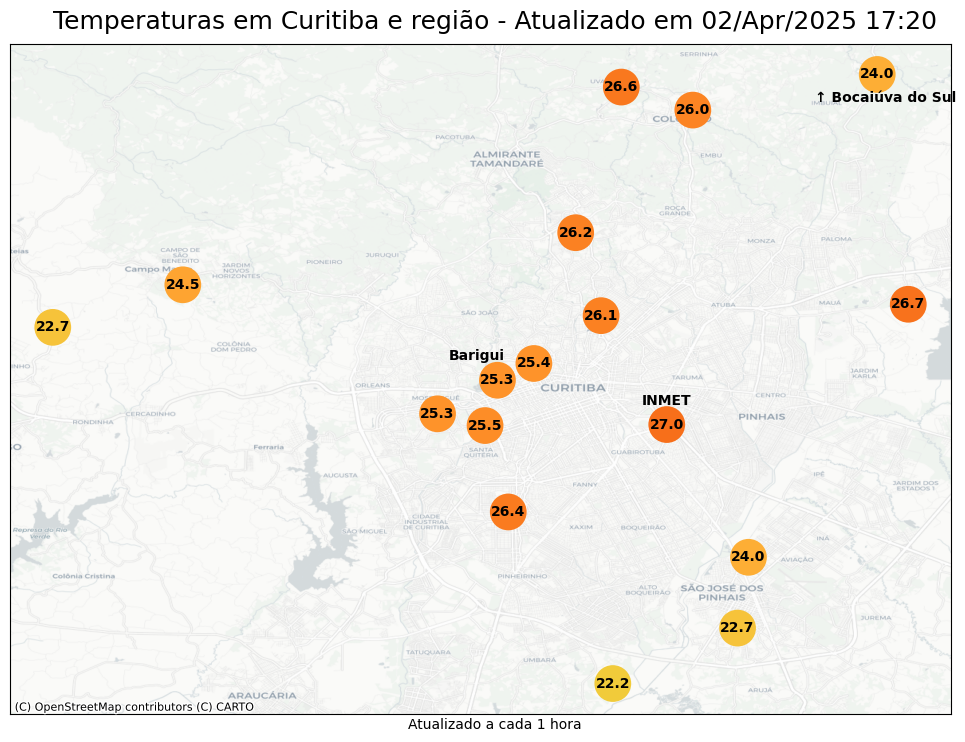 Temperaturas em Curitiba e região - Atualizado em 02/Apr/2025 17:20
SERRINHA
24.0
26.6
↑ Bocaiúva do Sul
26.0
PACOTUBA
ALMIRANTE
TAMANDARÉ
EMBU
ROÇA
GRANDE
26.2
MONZA
PALOMA
CAMPO DE
SÃO
BENEDITO
JURUQUI
PIONEIRO
JARDIM
NOVOS
HORIZONTES
24.5
26.7
MAUÁ
ATUBA
SÃO JOÃO
26.1
22.7
COLÔNIA
DOM PEDRO
Barigui
25.4
JARDIM
KARLA
25.3
TARUMÃ
ORLEANS
CURITIBA
CENTRO
INMET
25.3
CERCADINHO
PINHAIS
RONDINHA
25.5
27.0
Ferraria
SANTA
QUITÉRIA
GUABIROTUBA
AUGUSTA
IPÊ
FANNY
JARDIM DOS
ESTADOS 1
26.4
CIDADE
INDUSTRIAL
DE CURITIBA
XAXIM
BOQUEIRÃO
SÃO MIGUEL
Represa do Rio
Verde
INÁ
24.0
AVIAÇÃO
Colônia Cristina
PINHEIRINHO
ALTO
BOQUEIRÃO
SÃO JOSÉ DOS
PINHAIS
JUREMA
22.7
TATUQUARA
UMBARÁ
22.2
ARUJÁ
ARAUCÁRIA
(C) OpenStreetMap contributors (C) CARTO
Atualizado a cada 1 hora